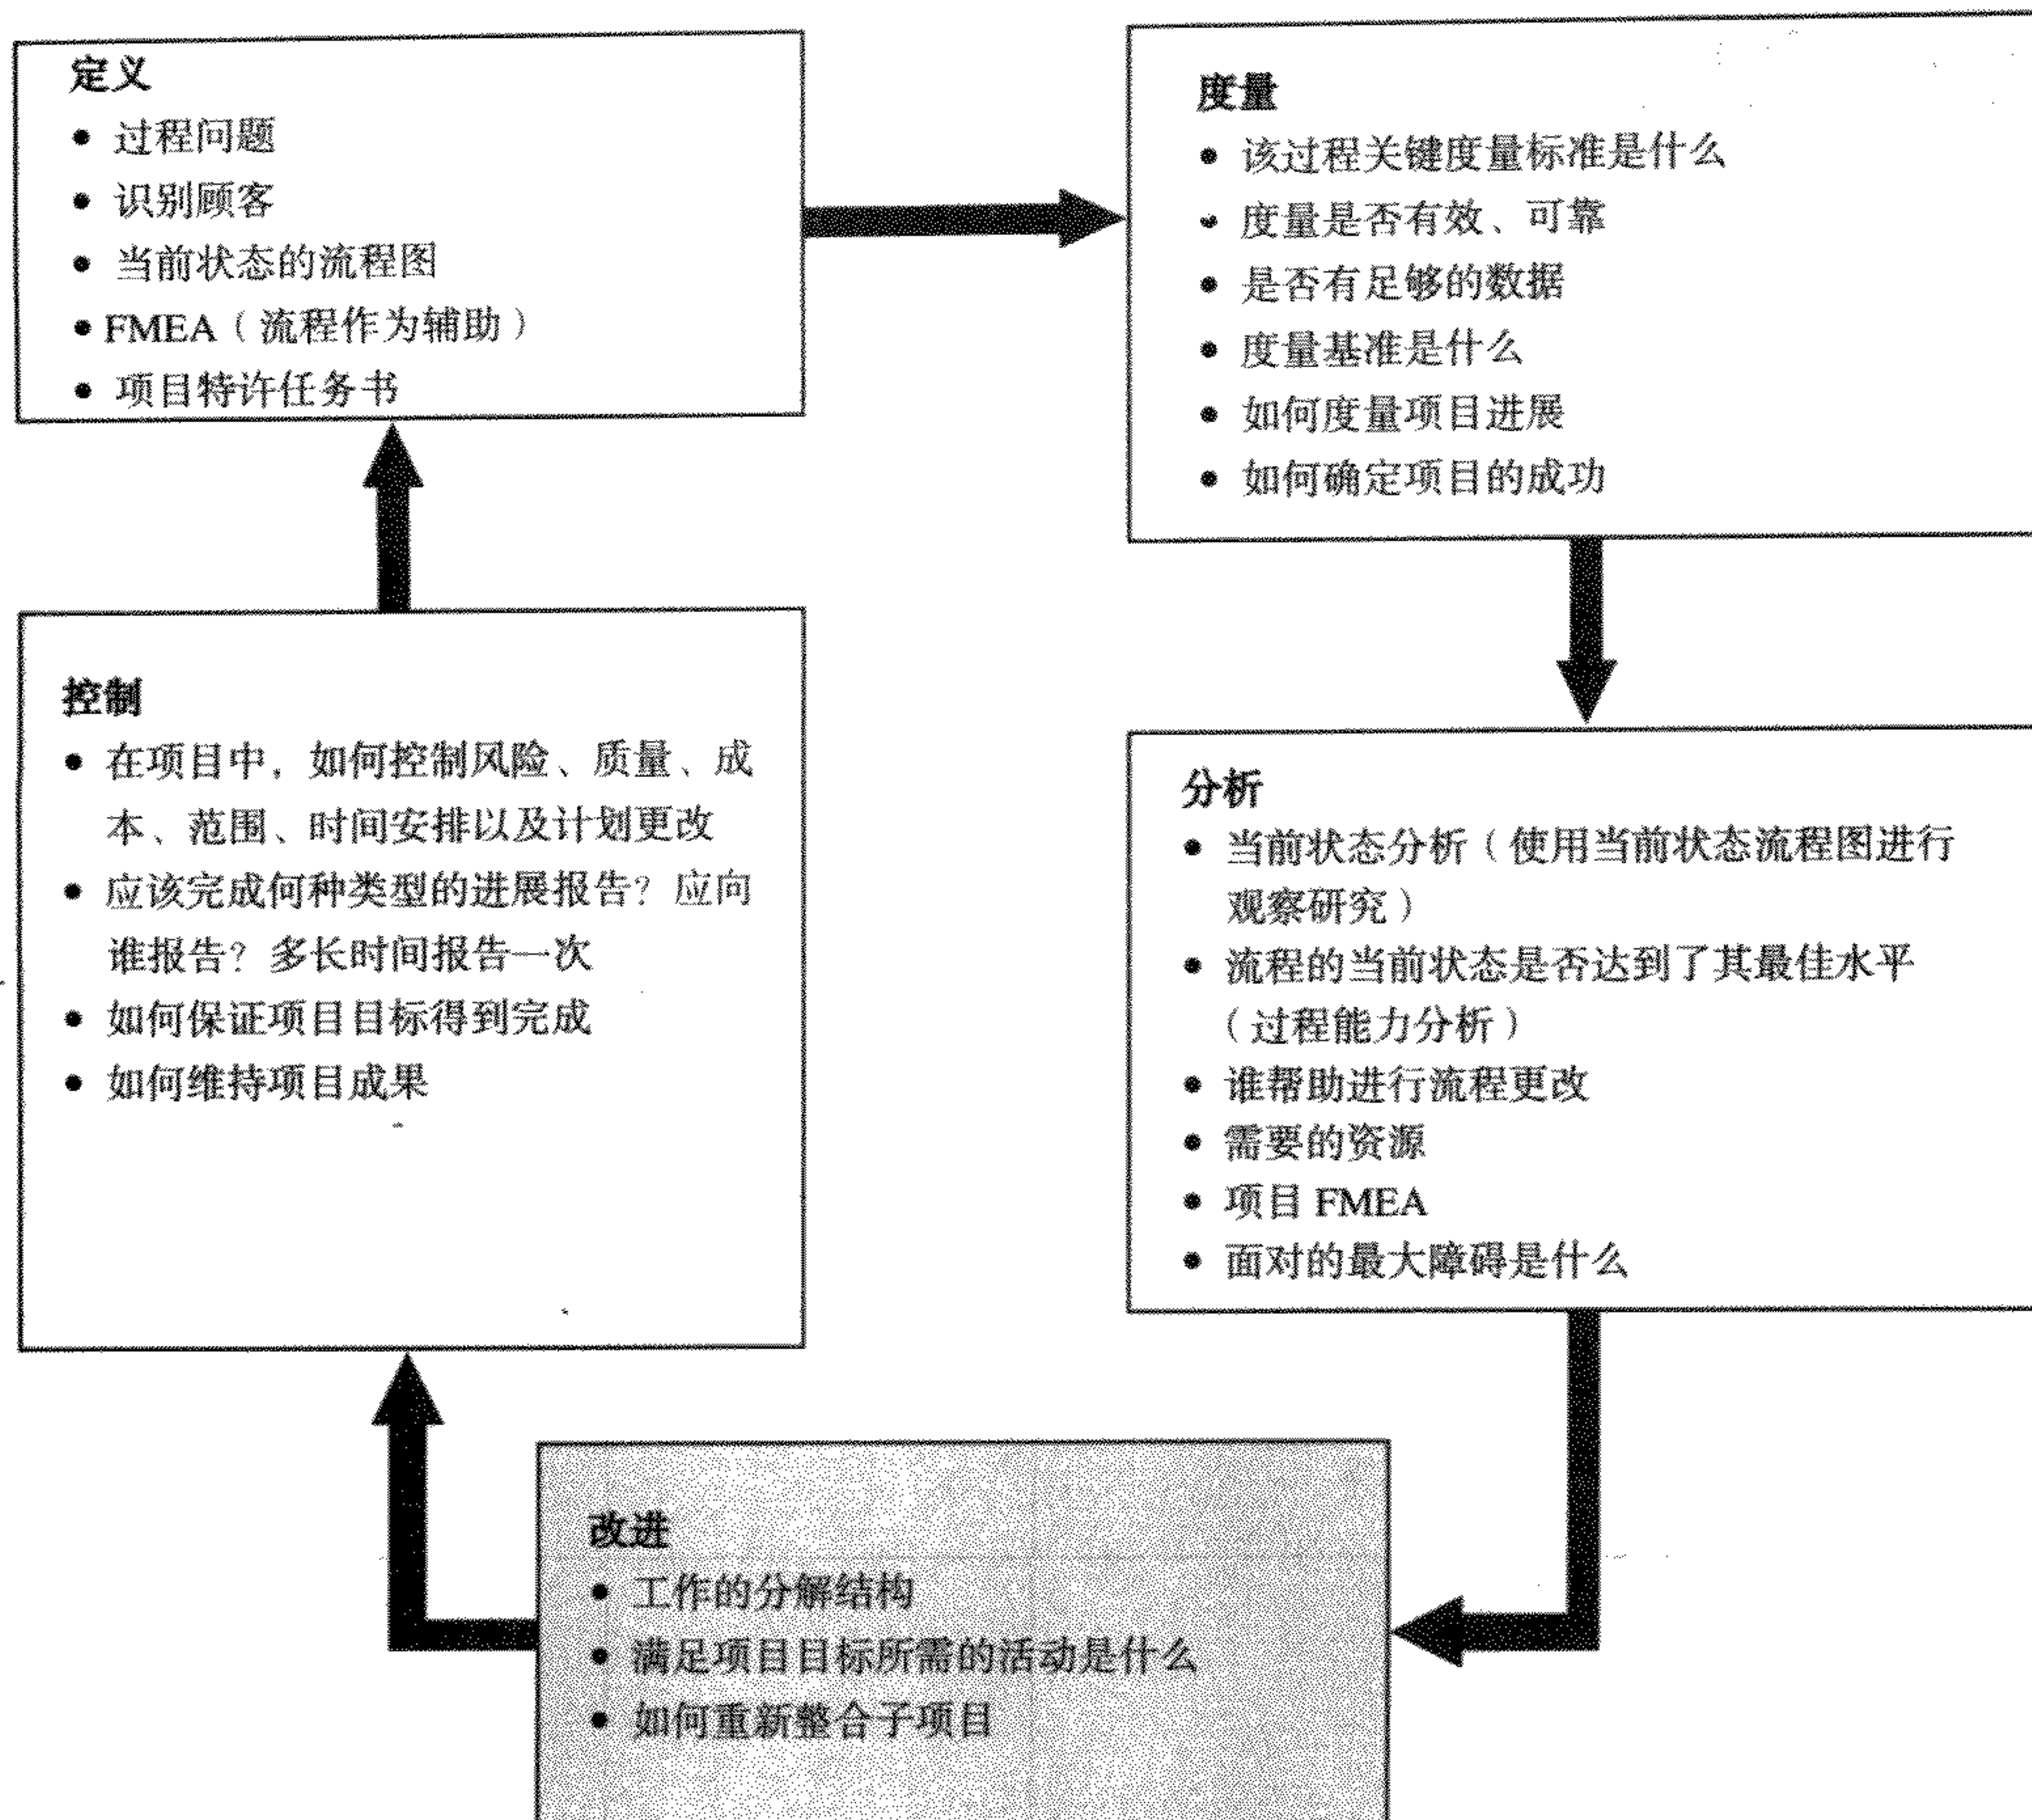 定义
• 过程问题
• 识别顾客
• 当前状态的流程图
• FMEA（流程作为辅助）
• 项目特许任务书
度量
• 该过程关键度量标准是什么
• 度量是否有效、可靠
• 是否有足够的数据
• 度量基准是什么
• 如何度量项目进展
• 如何确定项目的成功
分析
• 当前状态分析（使用当前状态流程图进行
观察研究）
• 流程的当前状态是否达到了其最佳水平
（过程能力分析）
• 谁帮助进行流程更改
• 需要的资源
• 项目 FMEA
• 面对的最大障碍是什么
改进
• 工作的分解结构
• 满足项目目标所需的活动是什么
• 如何重新整合子项目
控制
• 在项目中，如何控制风险、质量、成
本、范围、时间安排以及计划更改
• 应该完成何种类型的进展报告？应向
谁报告？多长时间报告一次
• 如何保证项目目标得到完成
• 如何维持项目成果